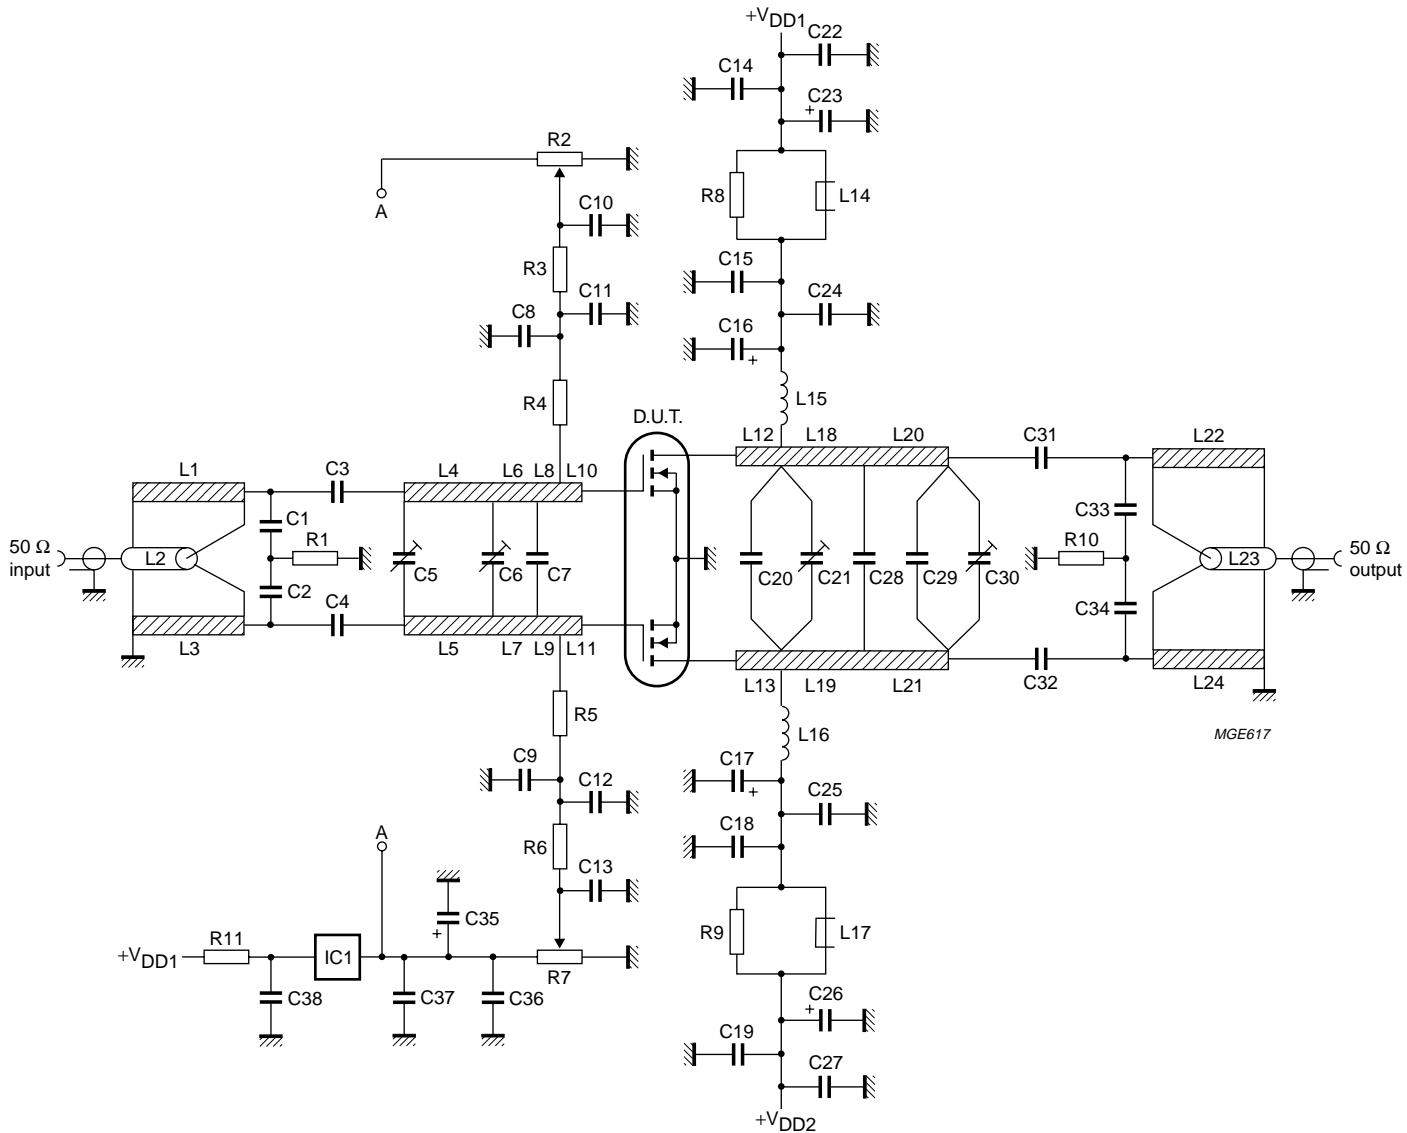 +VDD1
C22
C14
C23
+
R2
R8
L14
A
C10
R3
C15
C11
C24
C8
C16
+
R4
L15
D.U.T.
L12 L18 L20
C31
L22
L1
C3
L4 L6 L8 L10
C1
C33
R1
R10
50 Ω
input
L2
C5
C6
C7
C20
C21
C28
C29
C30
L23
50 Ω
output
C2
C4
C34
L3
L5 L7 L9 L11
L13 L19 L21
C32
L24
R5
L16
MGE617
C9
C17
+
C12
C25
A
R6
C18
C13
C35
+
R9
L17
+VDD1
R11
IC1
R7
C38
C37
C36
C26
+
C19
C27
+VDD2